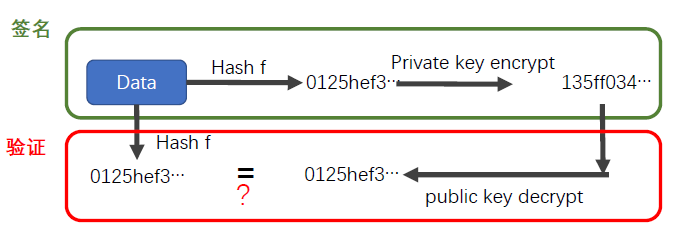 签名
Data
Hash f
0125hef3…
Private key encrypt
135ff034…
验证
Hash f
0125hef3…
=
?
0125hef3…
public key decrypt